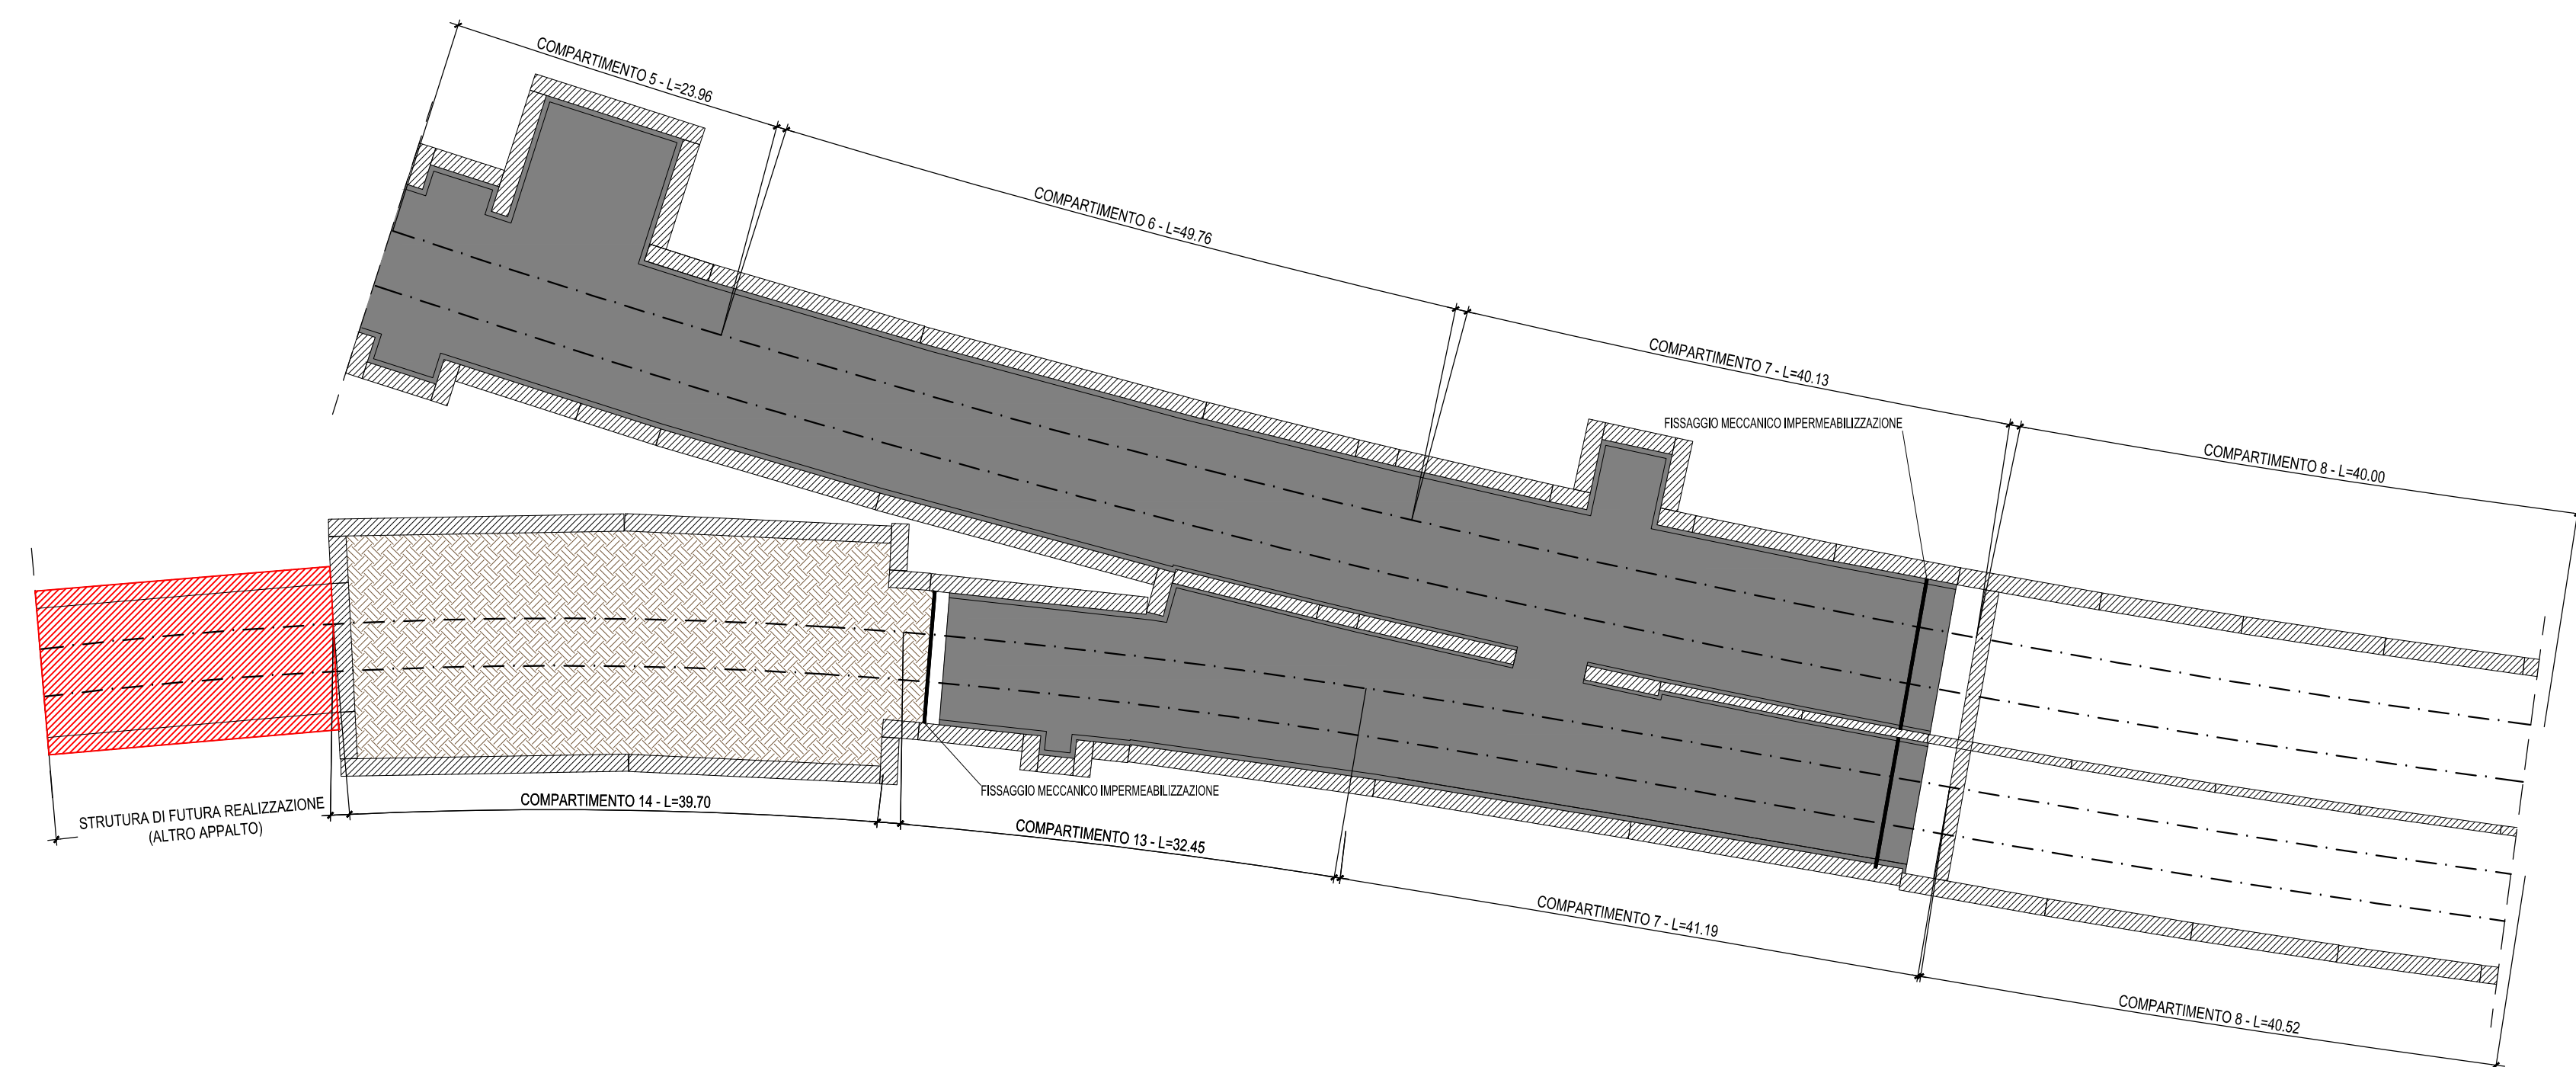 COMPARTIMENTO 5 - L=23.96
COMPARTIMENTO 6 - L=49.76
COMPARTIMENTO 7 - L=40.13
FISSAGGIO MECCANICO IMPERMEABILIZZAZIONE
COMPARTIMENTO 8 - L=40.00
STRUTURA DI FUTURA REALIZZAZIONE
(ALTRO APPALTO)
COMPARTIMENTO 14 - L=39.70
FISSAGGIO MECCANICO IMPERMEABILIZZAZIONE
COMPARTIMENTO 13 - L=32.45
COMPARTIMENTO 7 - L=41.19
COMPARTIMENTO 8 - L=40.52